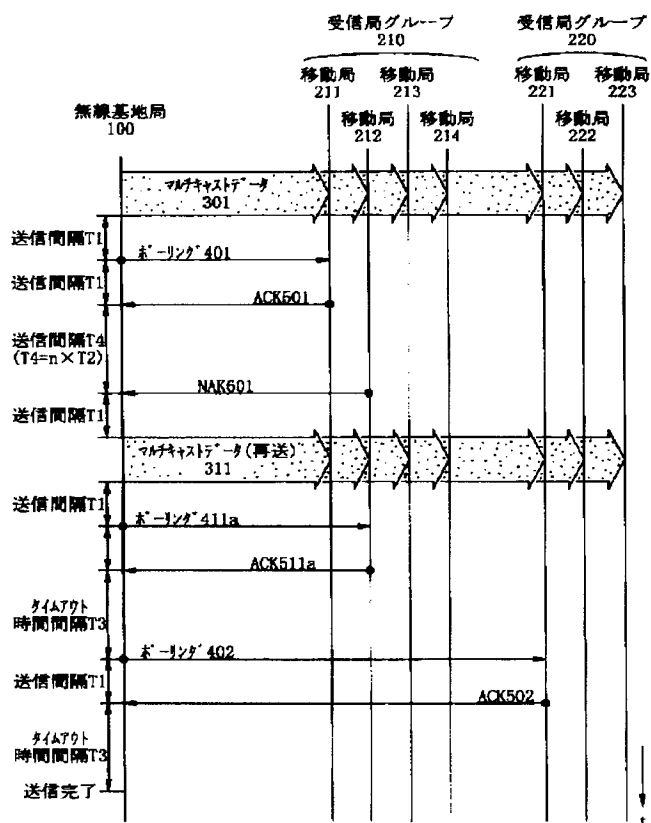 受信局グループ
210
受信局グループ
220
移動局
211
移動局
213
移動局
221
移動局
223
無線基地局
100
移動局
212
移動局
214
移動局
222
マルチキャストデータ
301
送信間隔T1
ポーリング401
送信間隔T1
ACK501
送信間隔T4
(T4=n×T2)
NAK601
送信間隔T1
マルチキャストデータ(再送)
311
送信間隔T1
ポーリング411a
ACK511a
タイムアウト
時間間隔T3
ポーリング402
送信間隔T1
ACK502
タイムアウト
時間間隔T3
送信完了
t